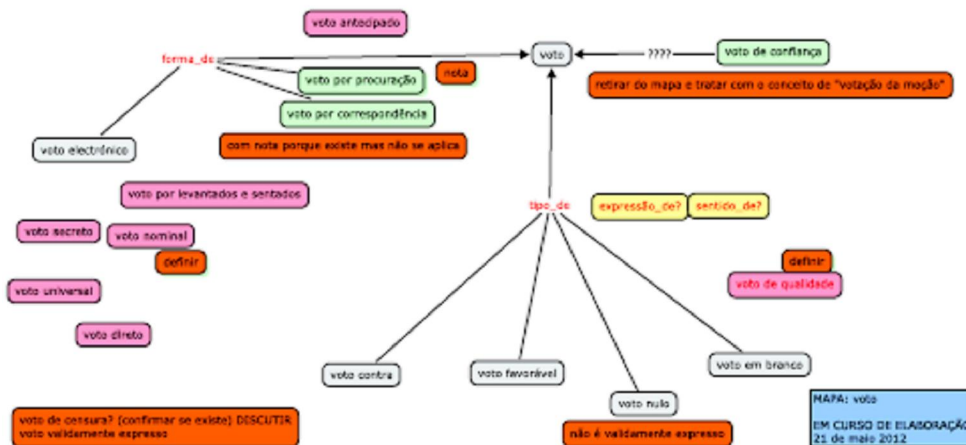 voto antecipado
forma_de
voto
????
voto de confiança
voto por procuração
nota
retirar do mapa e tratar com o conceito de "votação da moção"
voto por correspondência
voto electrónico
com nota porque existe mas não se aplica
voto por levantados e sentados
tipo_de
expressão_de?
sentido_de?
voto secreto
voto nominal
definir
definir
voto universal
voto de qualidade
voto direto
voto contra
voto favorável
voto em branco
voto nulo
MAPA: voto
voto de censura? (confirmar se existe) DISCUTIR
voto validamente expresso
não é validamente expresso
EM CURSO DE ELABORAÇÃO
21 de maio 2012